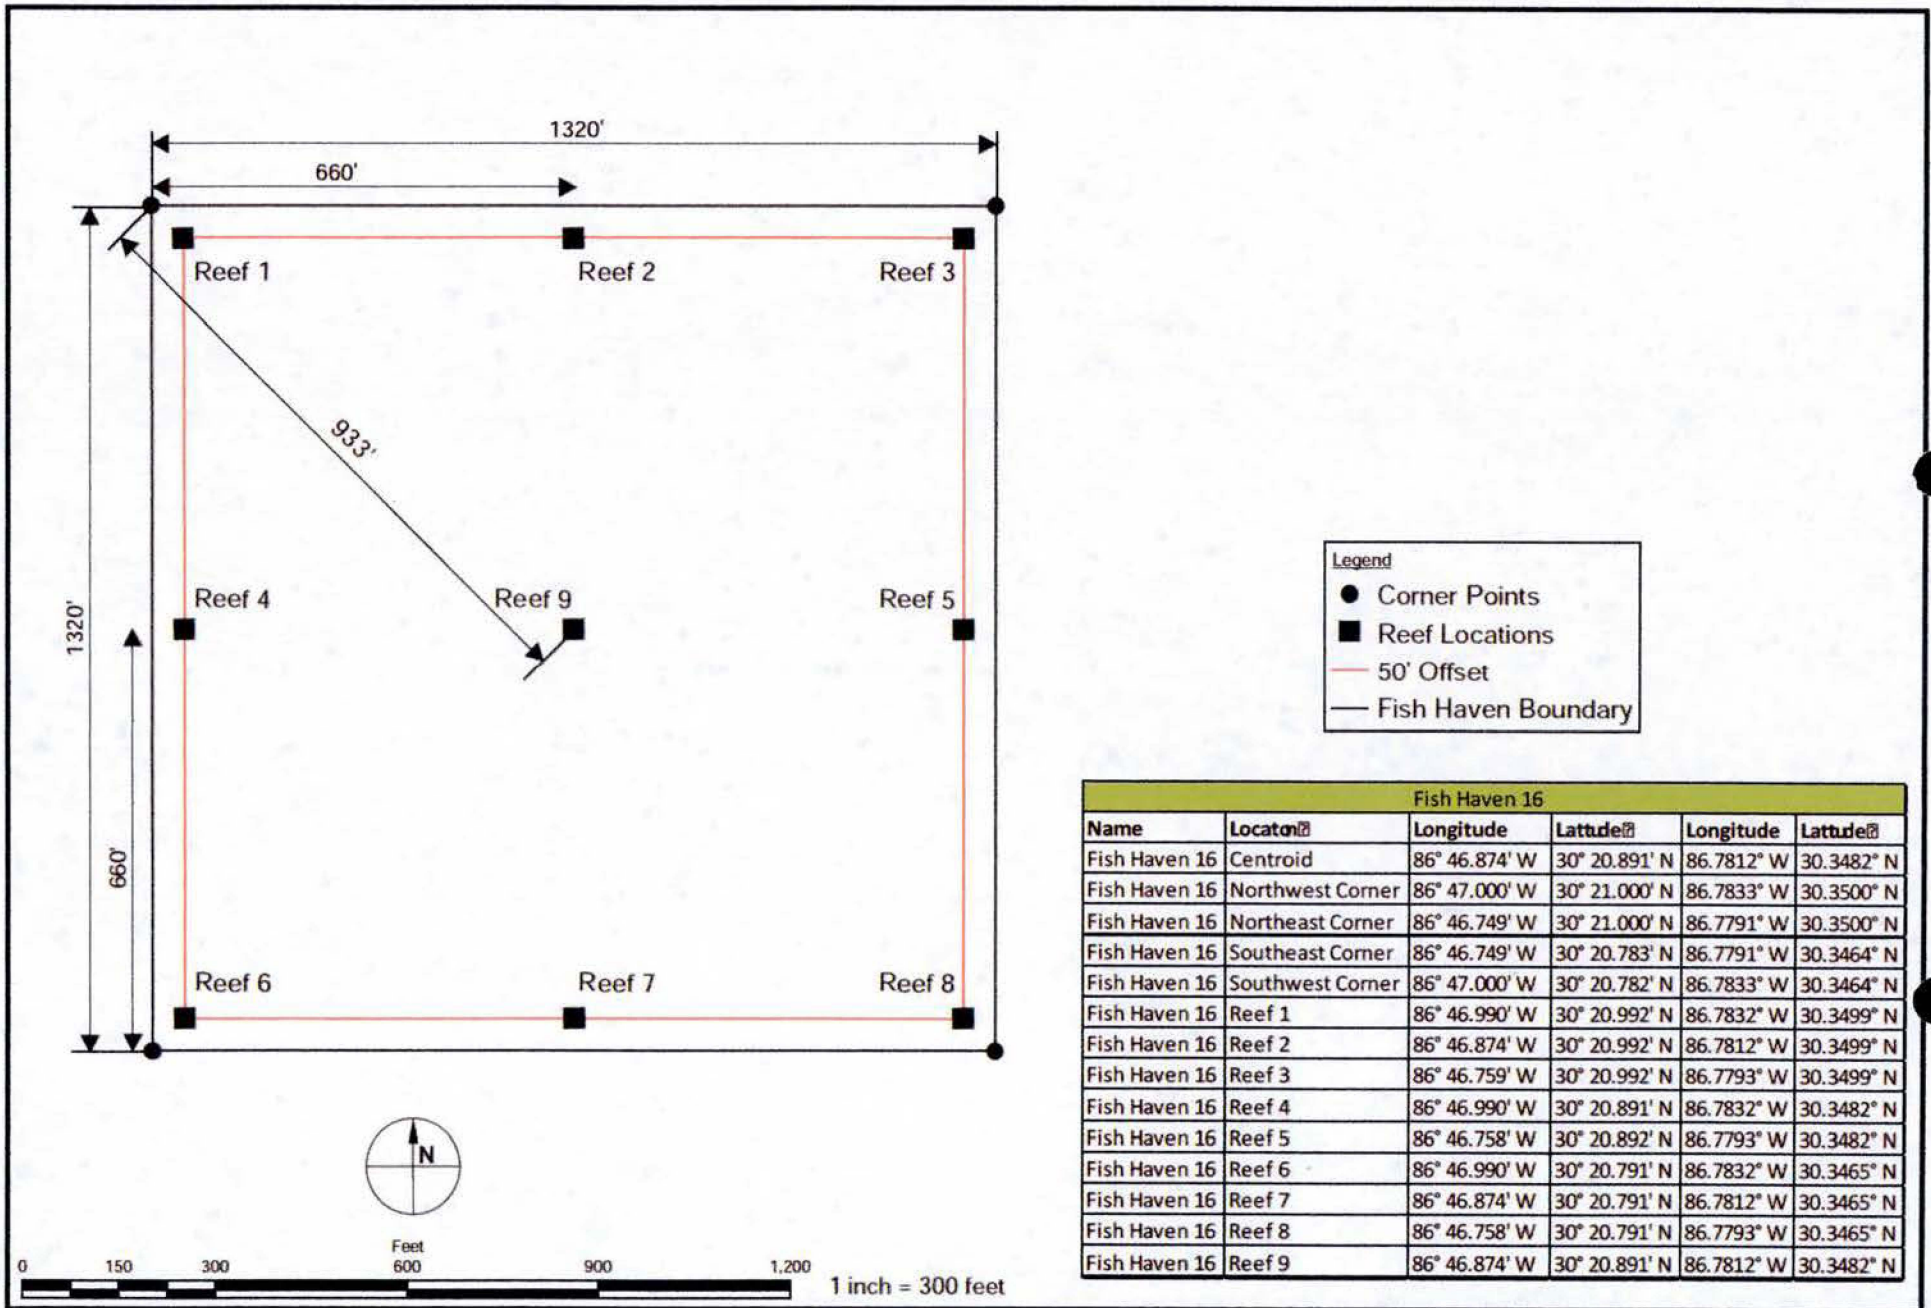 1320'
660'
Reef 1
Reef 2
Reef 3
933'
1320'
Reef 4
Reef 9
Reef 5
660'
Reef 6
Reef 7
Reef 8
N
Feet
0 150 300 600 900 1,200
1 inch = 300 feet
Legend
Corner Points
Reef Locations
50' Offset
Fish Haven Boundary
Fish Haven 16
Name Locaton Longitude Lattude Longitude Lattude
Fish Haven 16 Centroid 86° 46.874' W 30° 20.891' N 86.7812° W 30.3482° N
Fish Haven 16 Northwest Corner 86° 47.000' W 30° 21.000' N 86.7833° W 30.3500° N
Fish Haven 16 Northeast Corner 86° 46.749' W 30° 21.000' N 86.7791° W 30.3500° N
Fish Haven 16 Southeast Corner 86° 46.749' W 30° 20.783' N 86.7791° W 30.3464° N
Fish Haven 16 Southwest Corner 86° 47.000' W 30° 20.782' N 86.7833° W 30.3464° N
Fish Haven 16 Reef 1 86° 46.990' W 30° 20.992' N 86.7832° W 30.3499° N
Fish Haven 16 Reef 2 86° 46.874' W 30° 20.992' N 86.7812° W 30.3499° N
Fish Haven 16 Reef 3 86° 46.759' W 30° 20.992' N 86.7793° W 30.3499° N
Fish Haven 16 Reef 4 86° 46.990' W 30° 20.891' N 86.7832° W 30.3482° N
Fish Haven 16 Reef 5 86° 46.758' W 30° 20.892' N 86.7793° W 30.3482° N
Fish Haven 16 Reef 6 86° 46.990' W 30° 20.791' N 86.7832° W 30.3465° N
Fish Haven 16 Reef 7 86° 46.874' W 30° 20.791' N 86.7812° W 30.3465° N
Fish Haven 16 Reef 8 86° 46.758' W 30° 20.791' N 86.7793° W 30.3465° N
Fish Haven 16 Reef 9 86° 46.874' W 30° 20.891' N 86.7812° W 30.3482° N